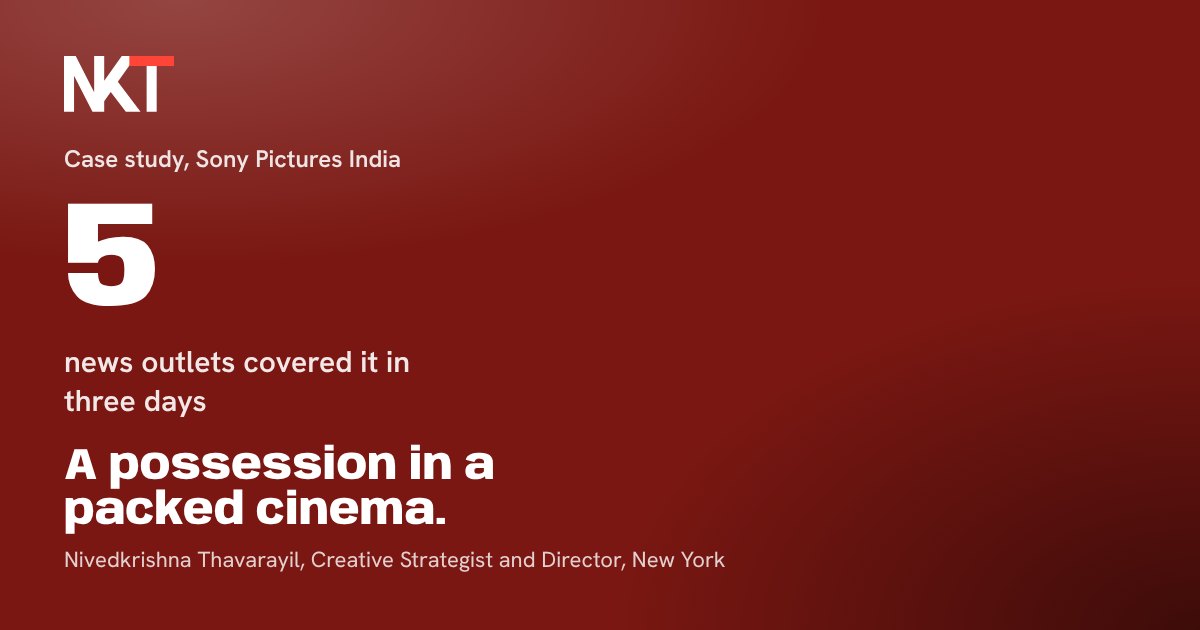 NKT
Case study, Sony Pictures India
5
news outlets covered it in
three days
A possession in a
packed cinema.
Nivedkrishna Thavarayil, Creative Strategist and Director, New York